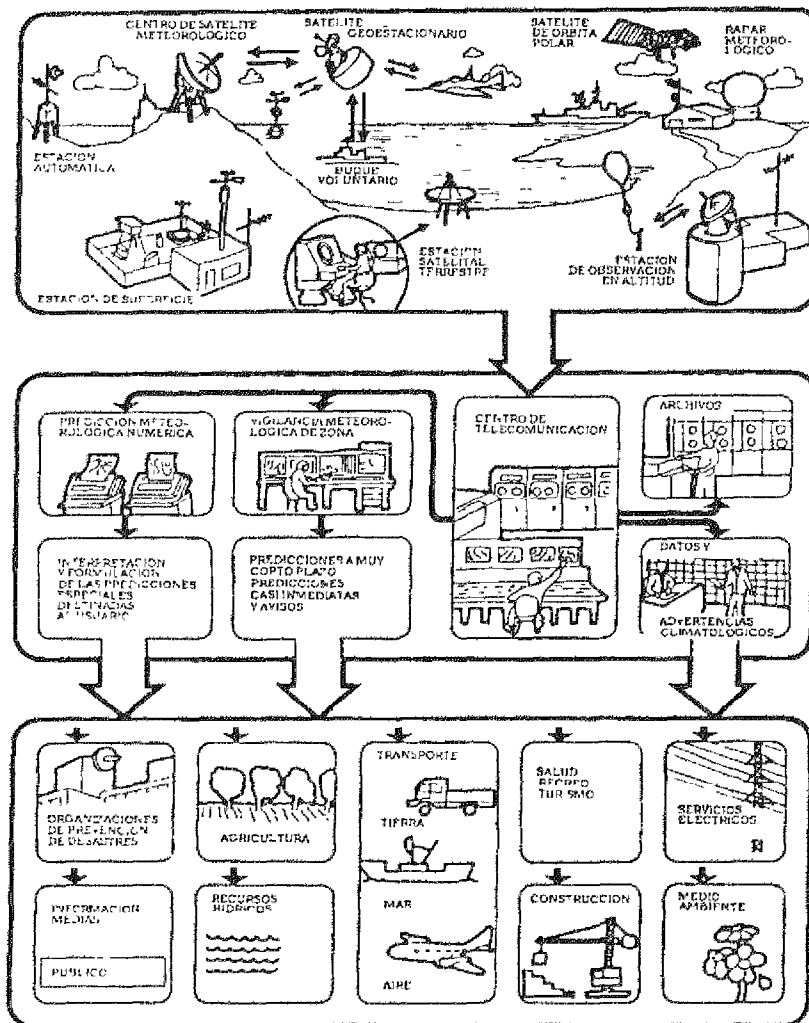 CENTRO DE SATELITE
METEOROLOGICO
SATELITE
GEOESTACIONARIO
SATELITE
DE ORBITA
POLAR
RADAR
METEORO-
LOGICO
ESTACION
AUTOMATICA
BUQUE
VOLUNTARIO
ESTACION
SATELITAL
TERRESTRE
ESTACION
DE OBSERVACION
EN ALTITUD
ESTACION DE SUPERFICIE
PREDICCION METEO-
ROLOGICA NUMERICA
VIGILANCIA METEORO-
LOGICA DE ZONA
CENTRO DE
TELECOMUNICACION
ARCHIVOS
INTERPRETACION
Y FORMULACION
DE LAS PREDICCIONES
ESPECIALES
DESTINADAS
AL USUARIO
PREDICCIONES A MUY
CORTO PLAZO
PREDICCIONES
CASI INMEDIATAS
Y AVISOS
DATOS Y
ADVERTENCIAS
CLIMATOLOGICOS
ORGANIZACIONES
DE PREVENCION
DE DESASTRES
AGRICULTURA
TRANSPORTE
TIERRA
MAR
AIRE
SALUD
RECREO
TURISMO
SERVICIOS
ELECTRICOS
INFORMACION
MEDIAS
PUBLICO
RECURSOS
HIDRICOS
CONSTRUCCION
MEDIO
AMBIENTE